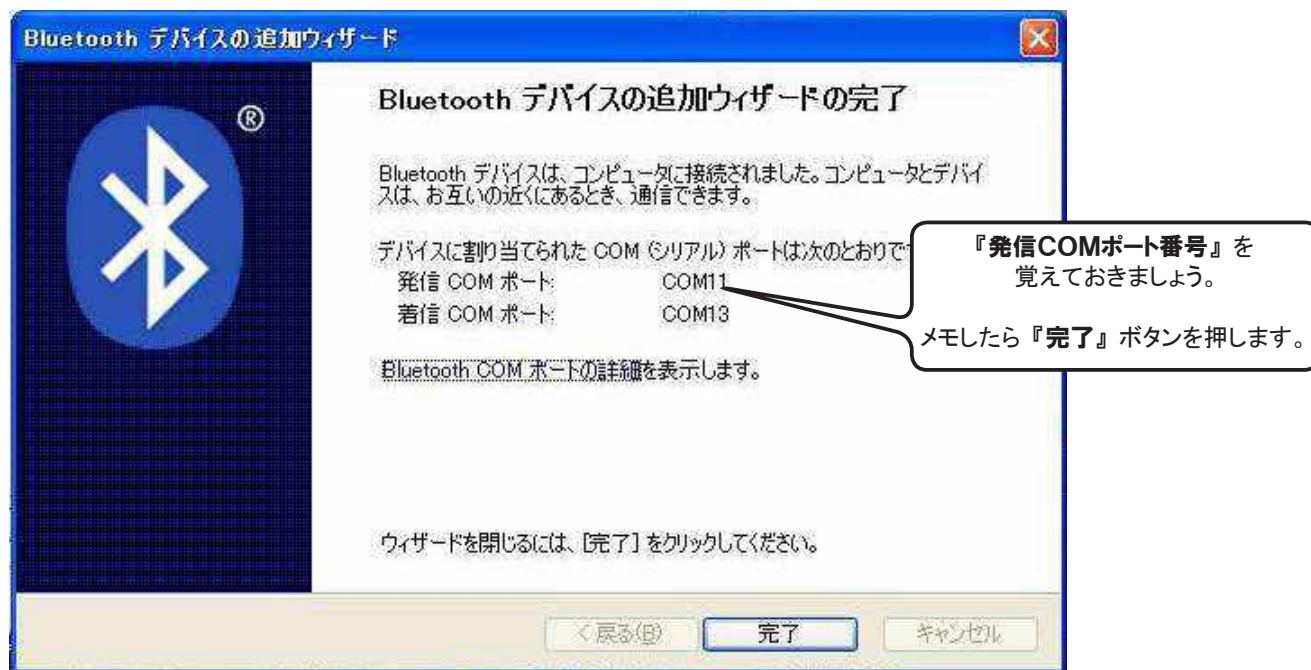 Bluetooth デバイスの追加ウィザード
®
Bluetooth デバイスの追加ウィザードの完了
Bluetooth デバイスは、コンピュータに接続されました。コンピュータとデバイ
スは、お互いの近くにあるとき、通信できます。
デバイスに割り当てられた COM (シリアル) ポートは次のとおりで
発信 COM ポート: COM11
着信 COM ポート: COM13
『発信COMポート番号』を
覚えておきましょう。
メモしたら『完了』ボタンを押します。
Bluetooth COM ポートの詳細を表示します。
ウィザードを閉じるには、[完了] をクリックしてください。
< 戻る(B)
完了
キャンセル